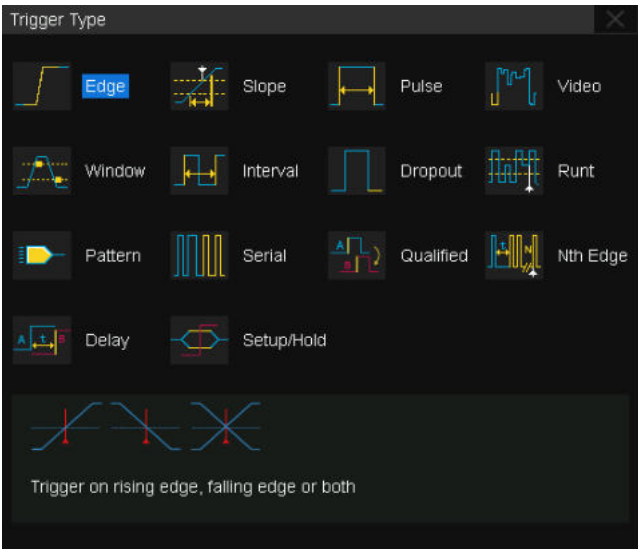 Trigger Type
Edge Slope Pulse Video
Window Interval Dropout Runt
Pattern Serial Qualified Nth Edge
Delay Setup/Hold
A B
t N
A t B
Trigger on rising edge, falling edge or both